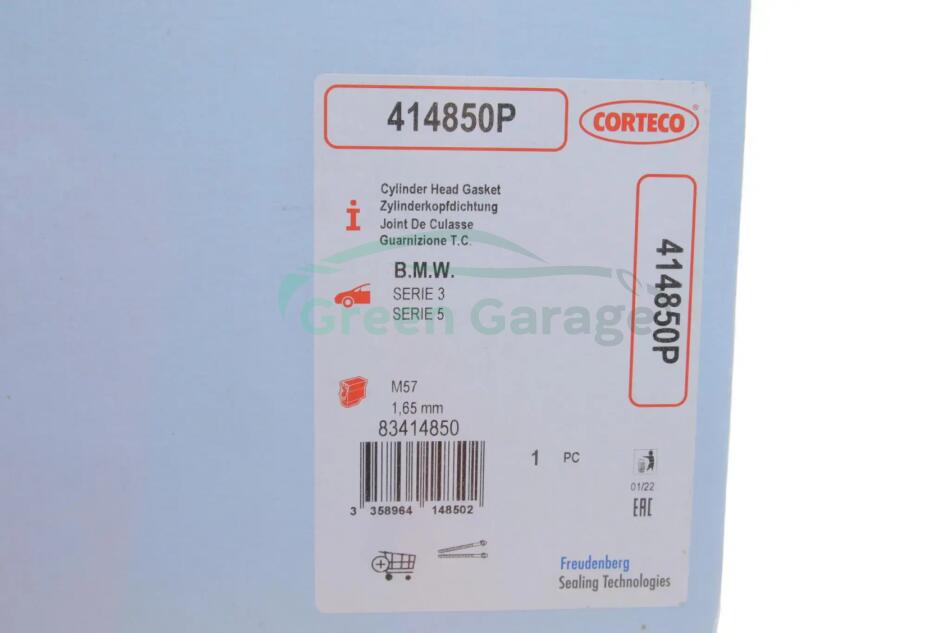 414850P
CORTECO®
Cylinder Head Gasket
Zylinderkopfdichtung
Joint De Culasse
Guarnizione T.C.
B.M.W.
SERIE 3
SERIE 5
Green Garage
414850P
M57
1,65 mm
83414850
1 PC
3 358964 148502
01/22
EAC
Freudenberg
Sealing Technologies